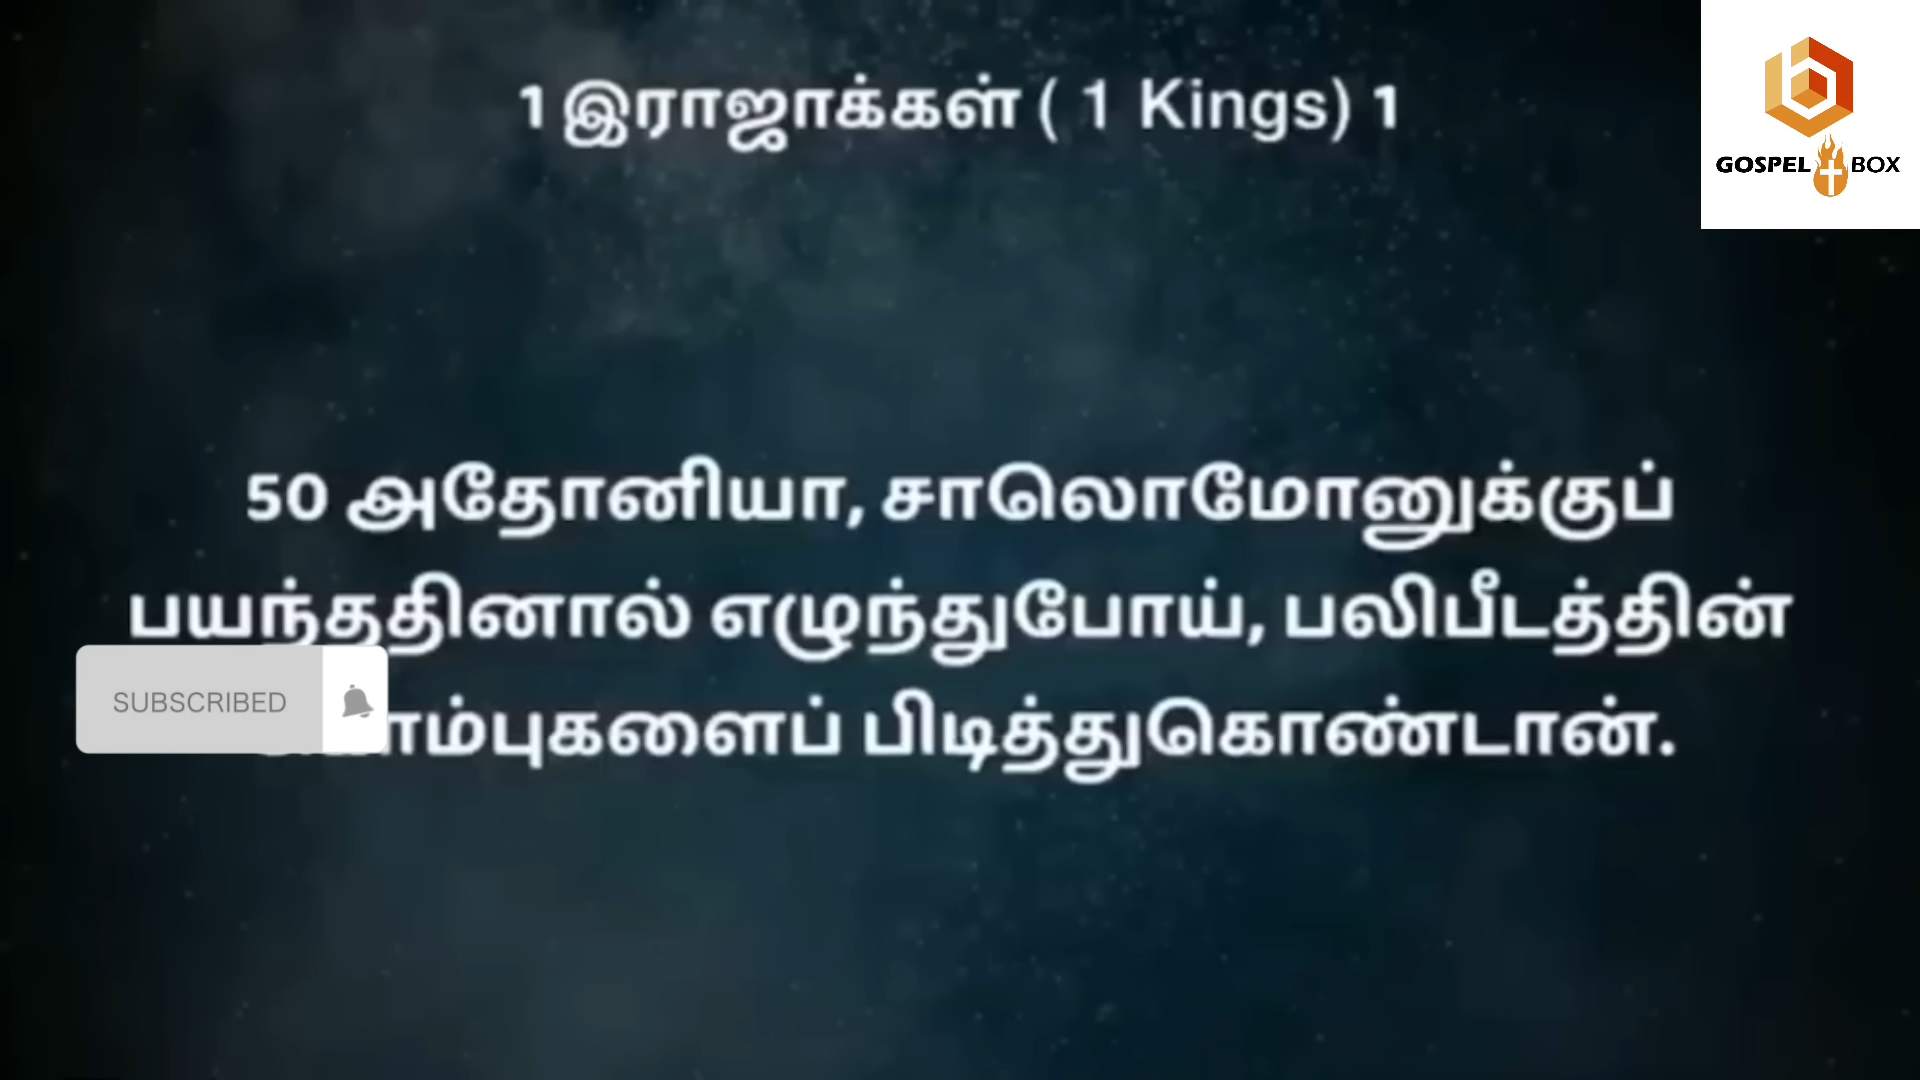 1 இராஜாக்கள் ( 1 Kings) 1
GOSPEL BOX
50 அதோனியா, சாலொமோனுக்குப்
பயந்ததினால் எழுந்துபோய், பலிபீடத்தின்
பிடித்துகொண்டான்.
SUBSCRIBED